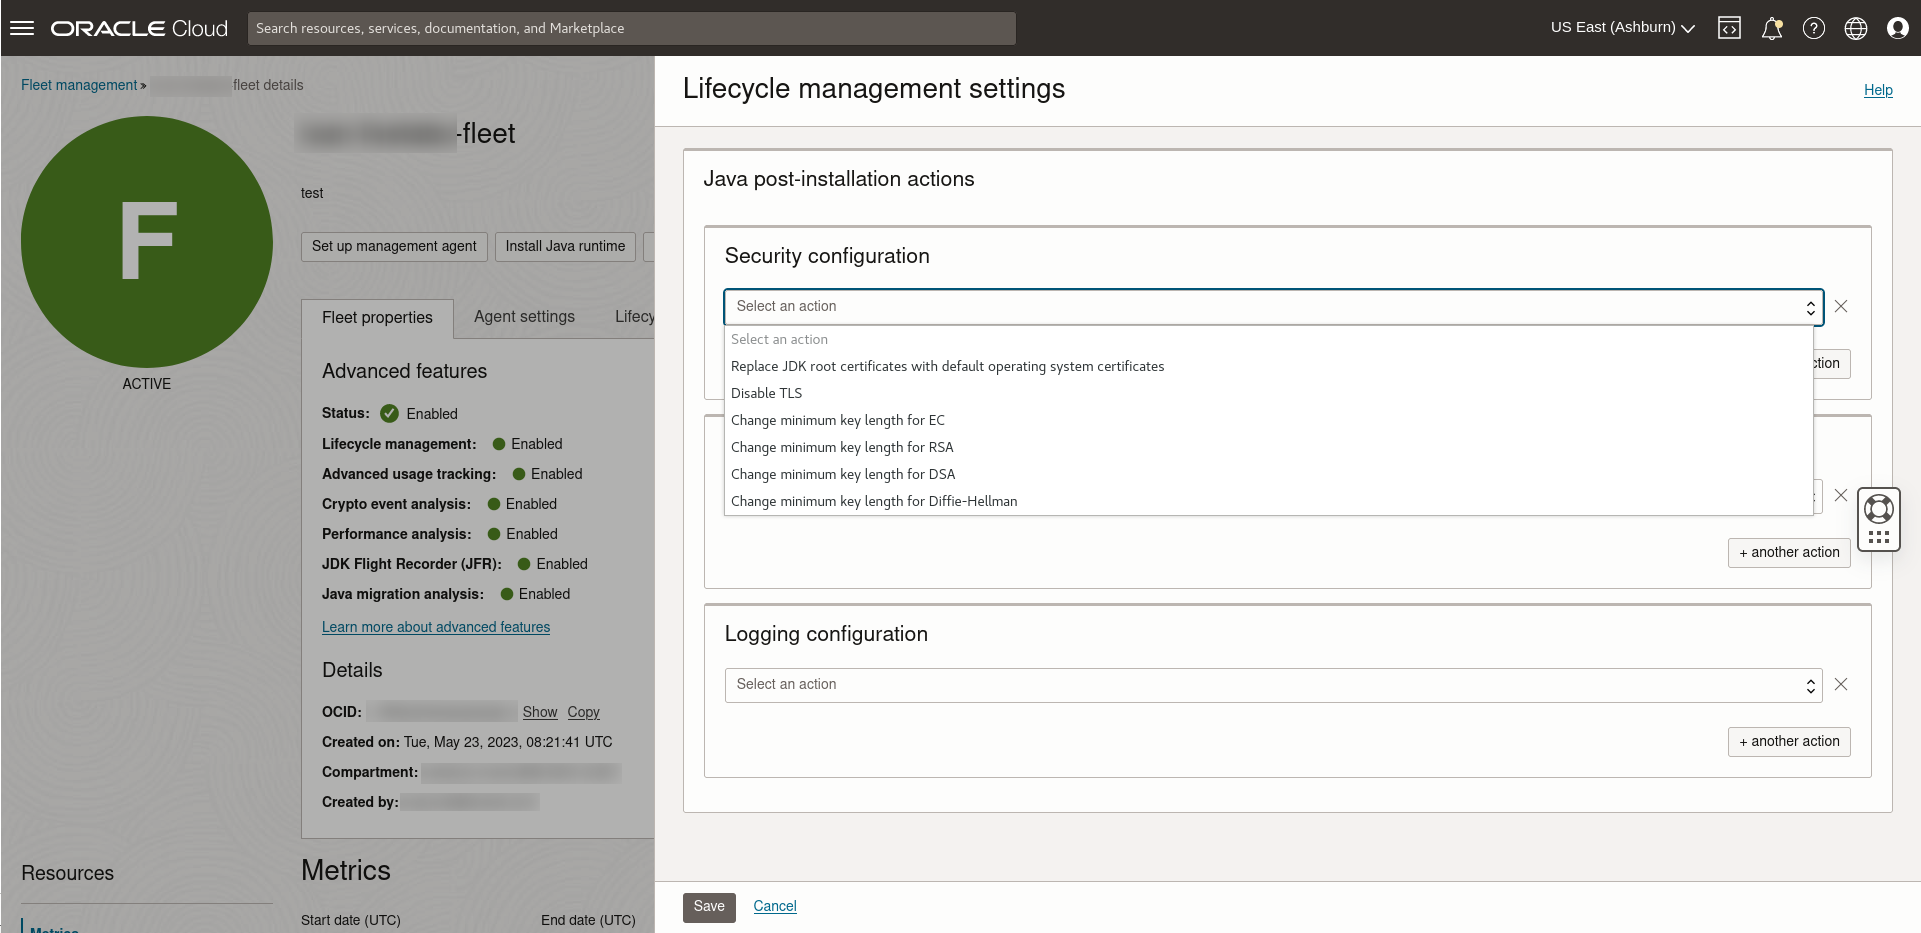 ORACLE Cloud
Search resources, services, documentation, and Marketplace
US East (Ashburn)
Fleet management » fleet details
F
ACTIVE
-fleet
test
Set up management agent
Install Java runtime
Fleet properties
Agent settings
Lifecy
Advanced features
Status: Enabled
Lifecycle management: Enabled
Advanced usage tracking: Enabled
Crypto event analysis: Enabled
Performance analysis: Enabled
JDK Flight Recorder (JFR): Enabled
Java migration analysis: Enabled
Learn more about advanced features
Details
OCID: Show Copy
Created on: Tue, May 23, 2023, 08:21:41 UTC
Compartment:
Created by:
Resources
Metrics
Metrics
Start date (UTC)
End date (UTC)
Lifecycle management settings
Help
Java post-installation actions
Security configuration
Select an action
Select an action
Replace JDK root certificates with default operating system certificates
Disable TLS
Change minimum key length for EC
Change minimum key length for RSA
Change minimum key length for DSA
Change minimum key length for Diffie-Hellman
ction
+ another action
Logging configuration
Select an action
+ another action
Save
Cancel